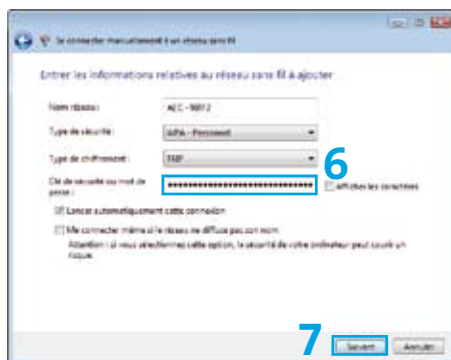 Se connecter manuellement à un réseau sans fil
Entrer les informations relatives au réseau sans fil à ajouter
Nom réseau :
Type de sécurité :
WPA - Personnel
Type de chiffrement :
TKIP
6
Clé de sécurité ou mot de passe :
Afficher les caractères
Lancer automatiquement cette connexion
Me connecter même si le réseau ne diffuse pas son nom
Attention : si vous sélectionnez cette option, la sécurité de votre ordinateur peut courir un
risque.
7
Suivant
Annuler